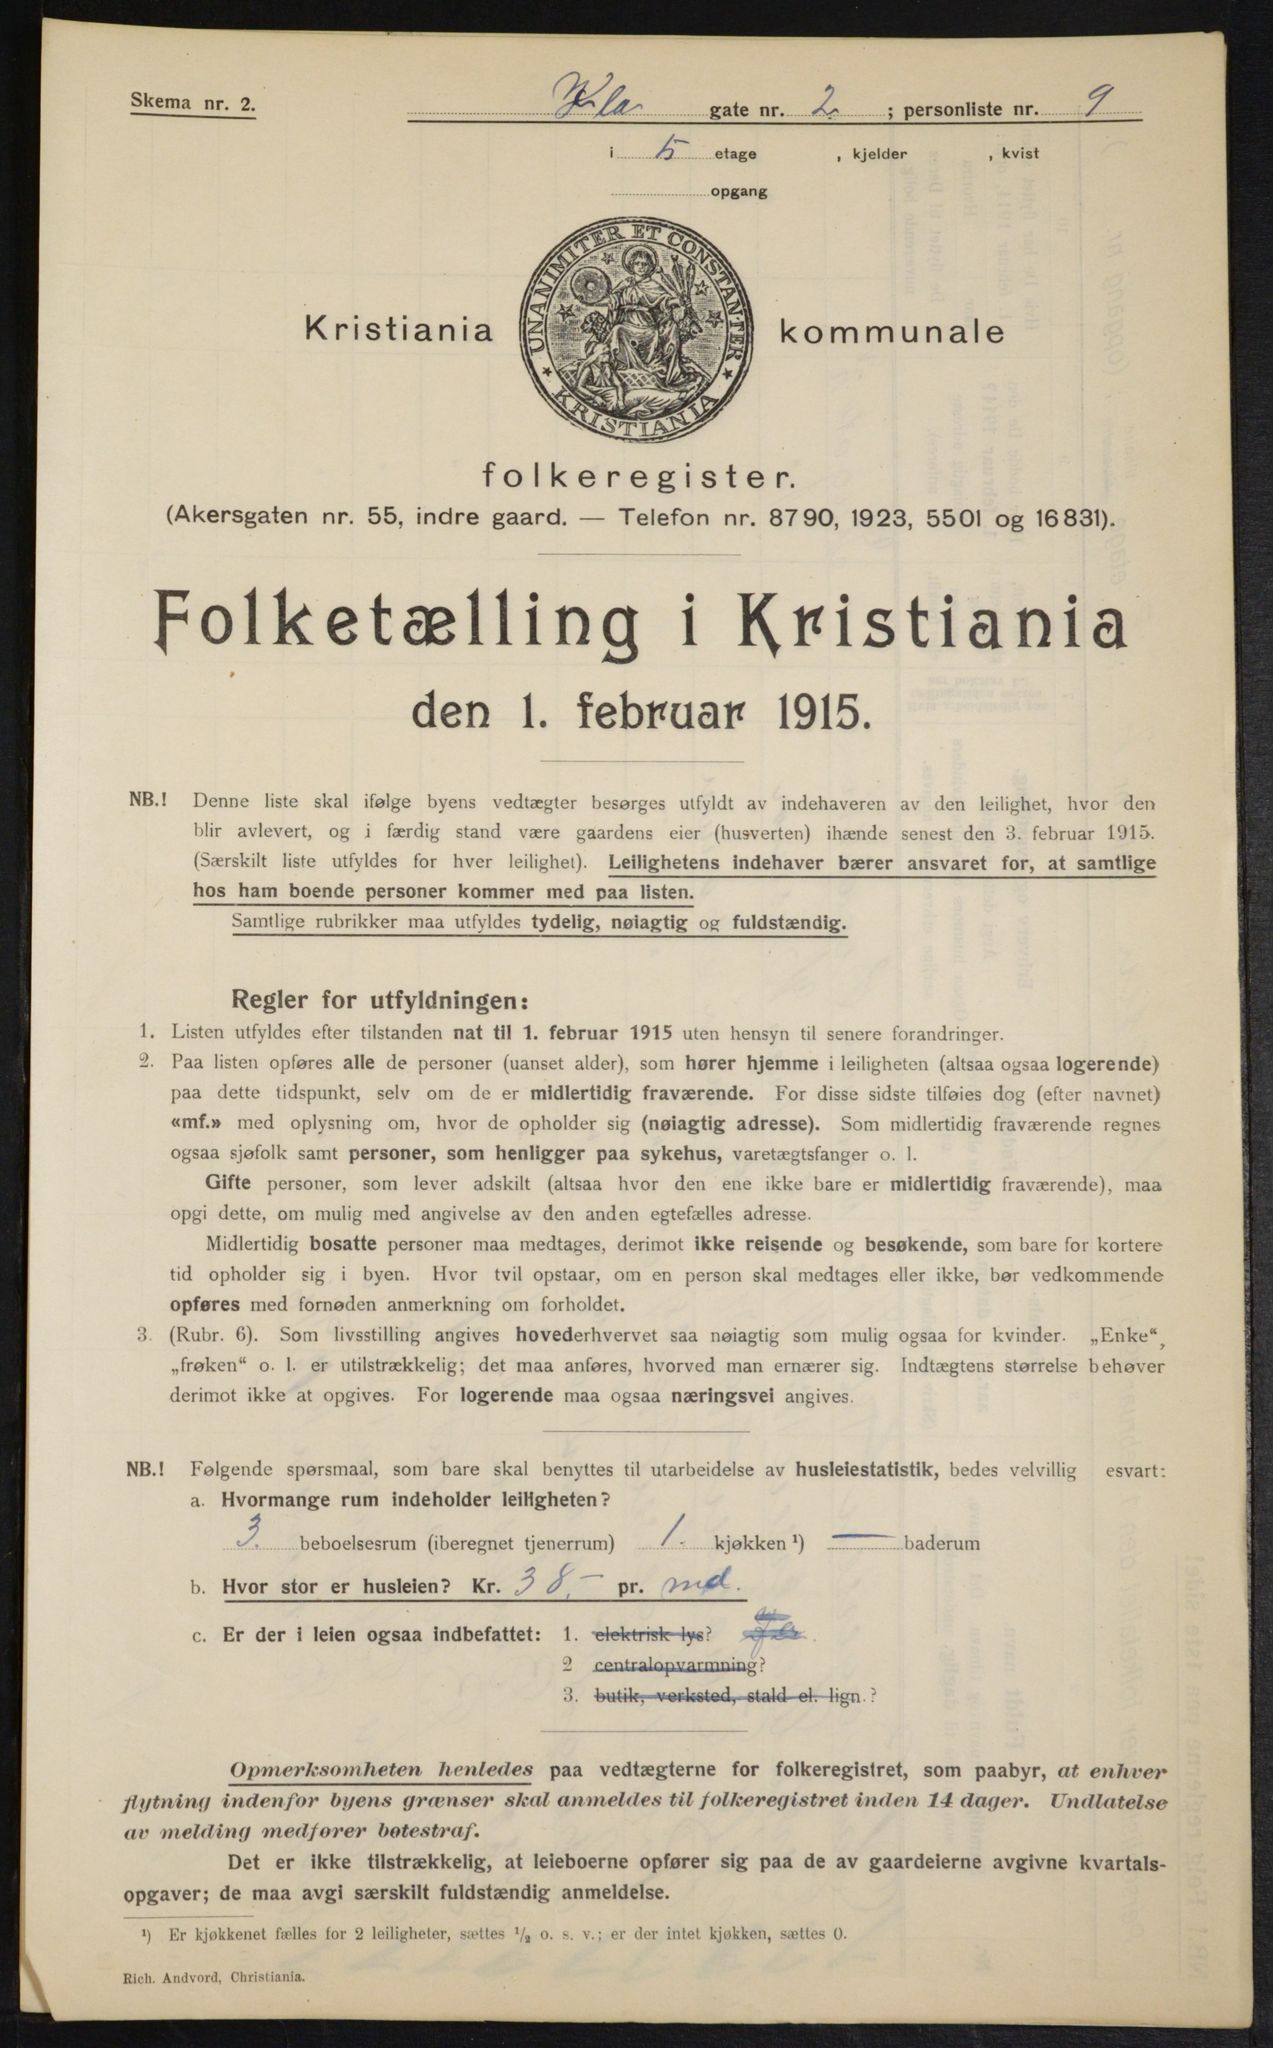 Skema nr. 2.
Kla gate nr. 2. ; personliste nr. 9
i 5 etage , kjelder , kvist
opgang
UNANIMITER ET CONSTANTER
KRISTIANIA
Kristiania kommunale
folkeregister.
(Akersgaten nr. 55, indre gaard. — Telefon nr. 8790, 1923, 5501 og 16831).
Folketælling i Kristiania
den 1. februar 1915.
NB.! Denne liste skal ifølge byens vedtægter besørges utfyldt av indehaveren av den leilighet, hvor den
blir avlevert, og i færdig stand være gaardens eier (husverten) ihænde senest den 3. februar 1915.
(Særskilt liste utfyldes for hver leilighet). Leilighetens indehaver bærer ansvaret for, at samtlige
hos ham boende personer kommer med paa listen.
Samtlige rubrikker maa utfyldes tydelig, nøiagtig og fuldstændig.
Regler for utfyldningen:
1. Listen utfyldes efter tilstanden nat til 1. februar 1915 uten hensyn til senere forandringer.
2. Paa listen opføres alle de personer (uanset alder), som hører hjemme i leiligheten (altsaa ogsaa logerende)
paa dette tidspunkt, selv om de er midlertidig fraværende. For disse sidste tilføies dog (efter navnet)
«mf.» med oplysning om, hvor de opholder sig (nøiagtig adresse). Som midlertidig fraværende regnes
ogsaa sjøfolk samt personer, som henligger paa sykehus, varetægtsfanger o. l.
Gifte personer, som lever adskilt (altsaa hvor den ene ikke bare er midlertidig fraværende), maa
opgi dette, om mulig med angivelse av den anden egtefælles adresse.
Midlertidig bosatte personer maa medtages, derimot ikke reisende og besøkende, som bare for kortere
tid opholder sig i byen. Hvor tvil opstaar, om en person skal medtages eller ikke, bør vedkommende
opføres med fornøden anmerkning om forholdet.
3. (Rubr. 6). Som livsstilling angives hovederhvervet saa nøiagtig som mulig ogsaa for kvinder. „Enke“,
„frøken“ o. l. er utilstrækkelig; det maa anføres, hvorved man ernærer sig. Indtægtens størrelse behøver
derimot ikke at opgives. For logerende maa ogsaa næringsvei angives.
NB.! Følgende spørsmaal, som bare skal benyttes til utarbeidelse av husleiestatistik, bedes velvillig esvart:
a. Hvormange rum indeholder leiligheten?
3. beboelsesrum (iberegnet tjenerrum) 1. kjøkken ¹) — baderum
b. Hvor stor er husleien? Kr. 38,- pr. md.
c. Er der i leien ogsaa indbefattet: 1. elektrisk lys?
2 centralopvarmning?
3. butik, verksted, stald el. lign.?
Opmerksomheten henledes paa vedtægterne for folkeregistret, som paabyr, at enhver
flytning indenfor byens grænser skal anmeldes til folkeregistret inden 14 dager. Undlatelse
av melding medfører bøtestraf.
Det er ikke tilstrækkelig, at leieboerne opfører sig paa de av gaardeierne avgivne kvartals-
opgaver; de maa avgi særskilt fuldstændig anmeldelse.
¹) Er kjøkkenet fælles for 2 leiligheter, sættes ½ o. s. v.; er der intet kjøkken, sættes 0.
Rich. Andvord, Christiania.